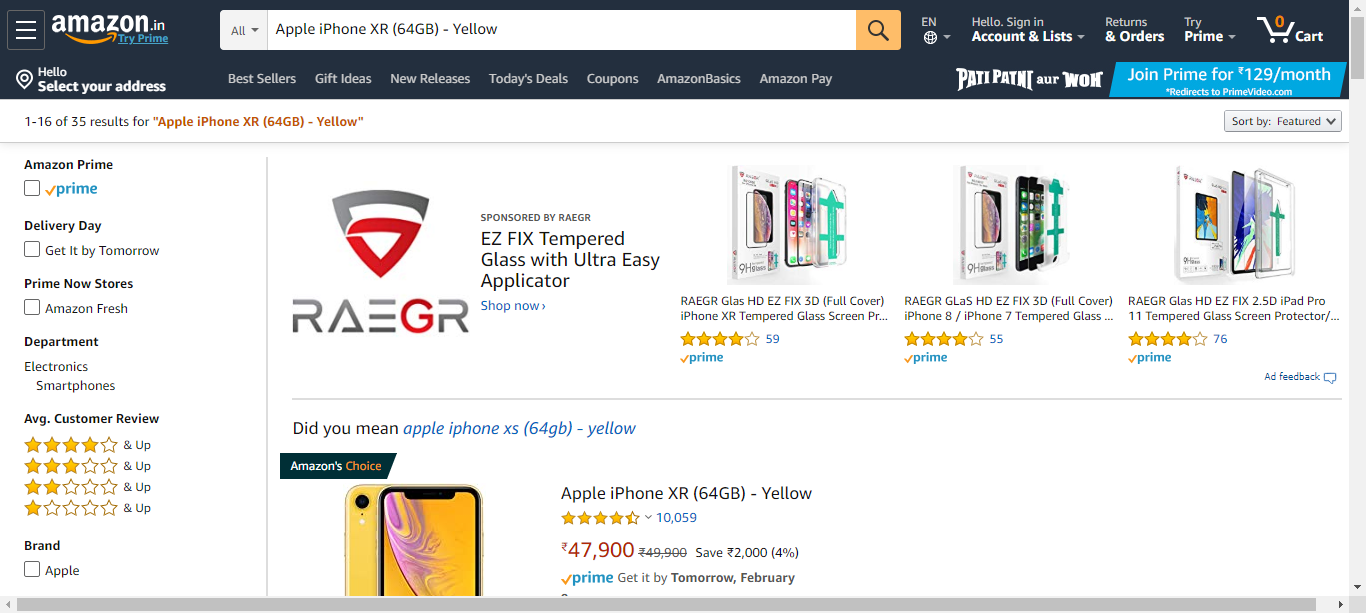 amazon.in
Try Prime
All
Apple iPhone XR (64GB) - Yellow
EN
Hello. Sign in
Account & Lists
Returns
& Orders
Try
Prime
0
Cart
Hello
Select your address
Best Sellers
Gift Ideas
New Releases
Today's Deals
Coupons
AmazonBasics
Amazon Pay
PATI PATNI aur WOH
Join Prime for ₹129/month
*Redirects to PrimeVideo.com
1-16 of 35 results for "Apple iPhone XR (64GB) - Yellow"
Sort by: Featured
Amazon Prime
prime
Delivery Day
Get It by Tomorrow
Prime Now Stores
Amazon Fresh
Department
Electronics
Smartphones
Avg. Customer Review
& Up
& Up
& Up
& Up
Brand
Apple
RAEGR
SPONSORED BY RAEGR
EZ FIX Tempered
Glass with Ultra Easy
Applicator
Shop now ›
9H Glass
RAEGR Glas HD EZ FIX 3D (Full Cover)
iPhone XR Tempered Glass Screen Pr...
59
prime
9H Glass
RAEGR GLaS HD EZ FIX 3D (Full Cover)
iPhone 8 / iPhone 7 Tempered Glass ...
55
prime
9H Glass
RAEGR Glas HD EZ FIX 2.5D iPad Pro
11 Tempered Glass Screen Protector/...
76
prime
Ad feedback
Did you mean apple iphone xs (64gb) - yellow
Amazon's Choice
Apple iPhone XR (64GB) - Yellow
10,059
₹47,900 ₹49,900 Save ₹2,000 (4%)
prime Get it by Tomorrow, February